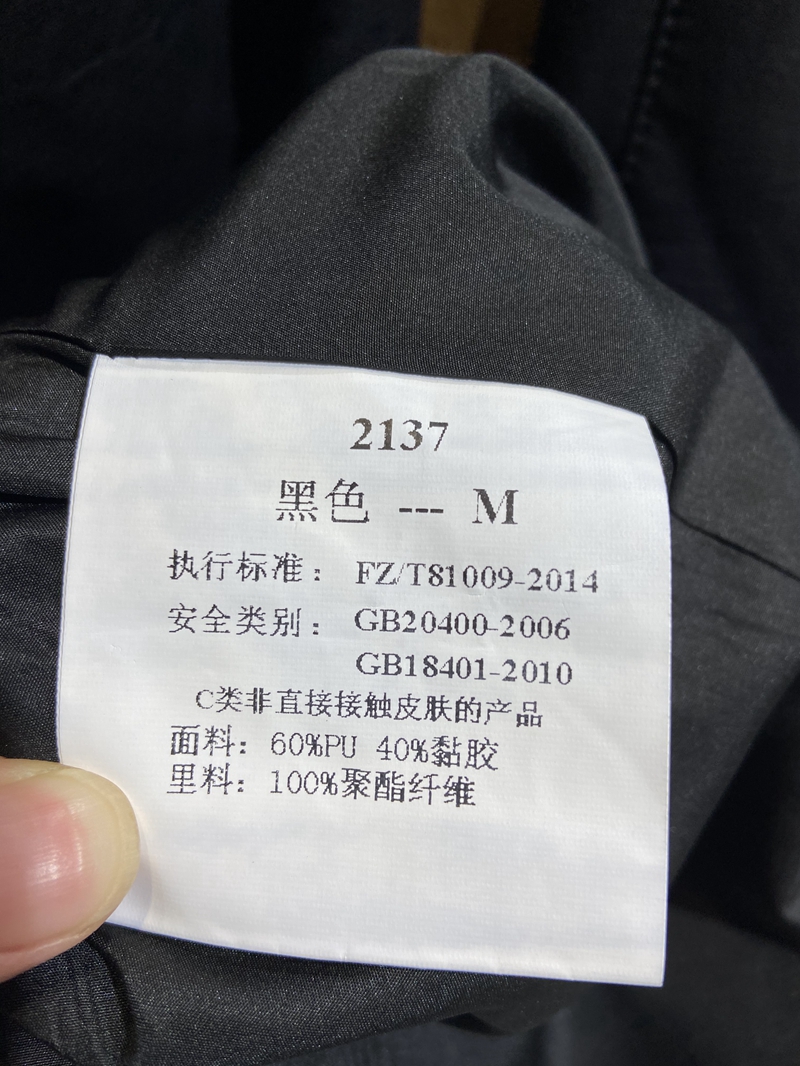 2137
黑色 --- M
执行标准： FZ/T81009-2014
安全类别： GB20400-2006
GB18401-2010
C类非直接接触皮肤的产品
面料：60%PU 40%黏胶
里料：100%聚酯纤维